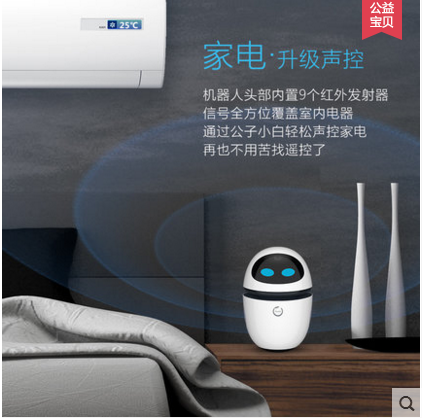 公益
宝贝
25℃
家电·升级声控
机器人头部内置9个红外发射器
信号全方位覆盖室内电器
通过公子小白轻松声控家电
再也不用苦找遥控了